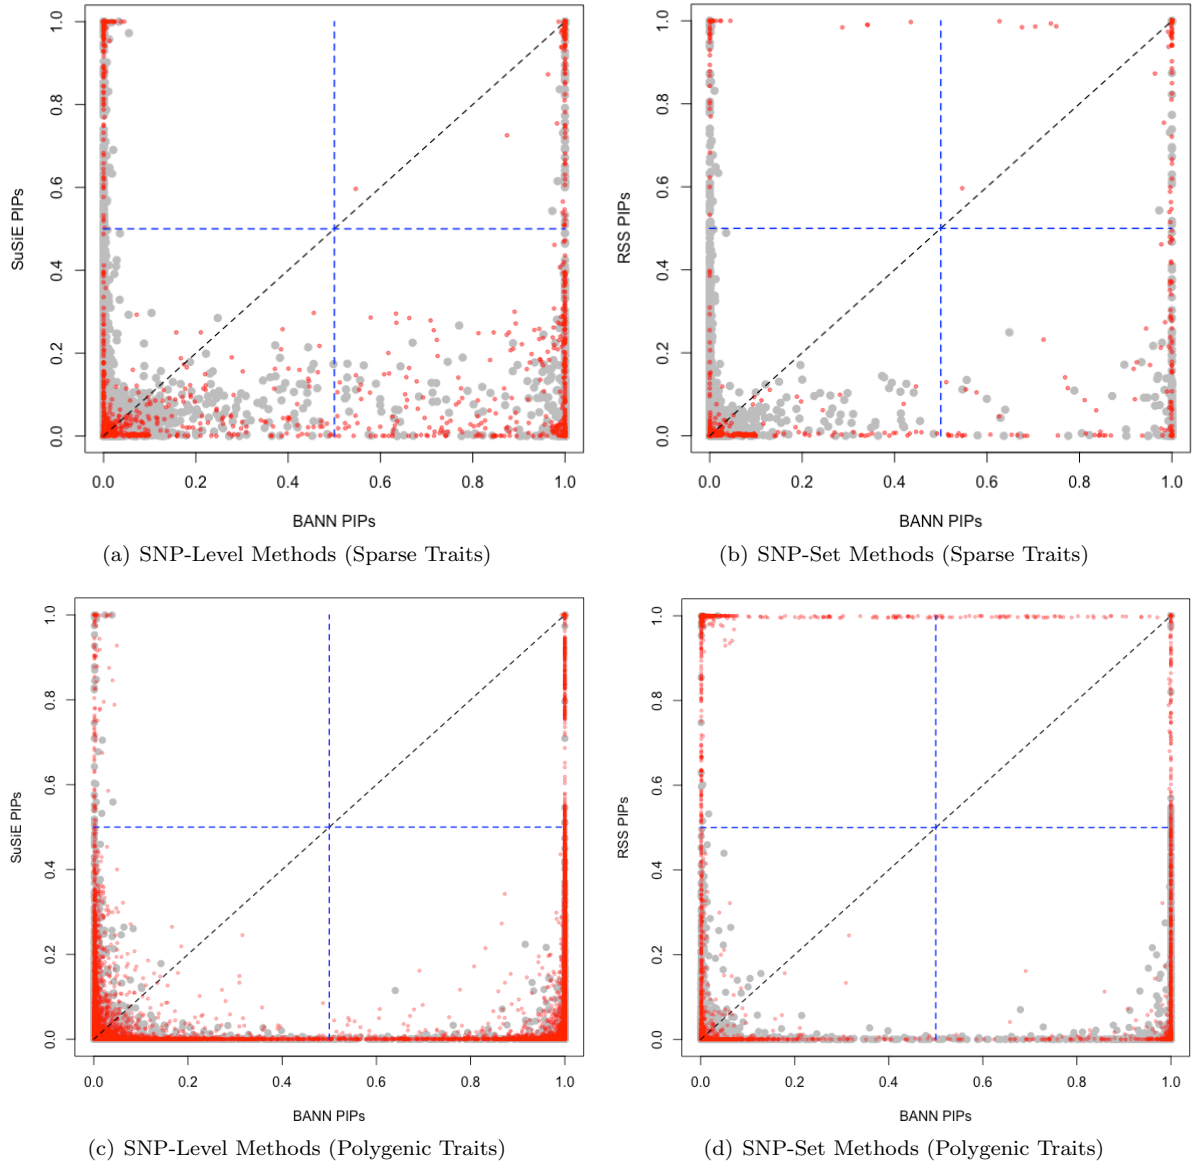 1.0
0.8
0.6
0.4
0.2
0.0
SuSiE PIPs
0.0 0.2 0.4 0.6 0.8 1.0
BANN PIPs
(a) SNP-Level Methods (Sparse Traits)
1.0
0.8
0.6
0.4
0.2
0.0
RSS PIPs
0.0 0.2 0.4 0.6 0.8 1.0
BANN PIPs
(b) SNP-Set Methods (Sparse Traits)
1.0
0.8
0.6
0.4
0.2
0.0
SuSiE PIPs
0.0 0.2 0.4 0.6 0.8 1.0
BANN PIPs
(c) SNP-Level Methods (Polygenic Traits)
1.0
0.8
0.6
0.4
0.2
0.0
RSS PIPs
0.0 0.2 0.4 0.6 0.8 1.0
BANN PIPs
(d) SNP-Set Methods (Polygenic Traits)